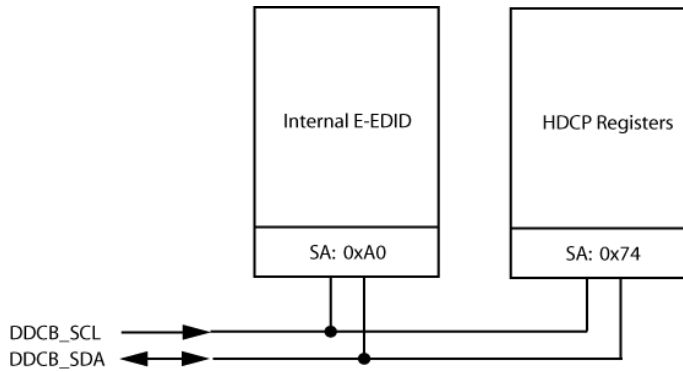 Internal E-EDID
HDCP Registers
SA: 0xA0
SA: 0x74
DDCB_SCL
DDCB_SDA